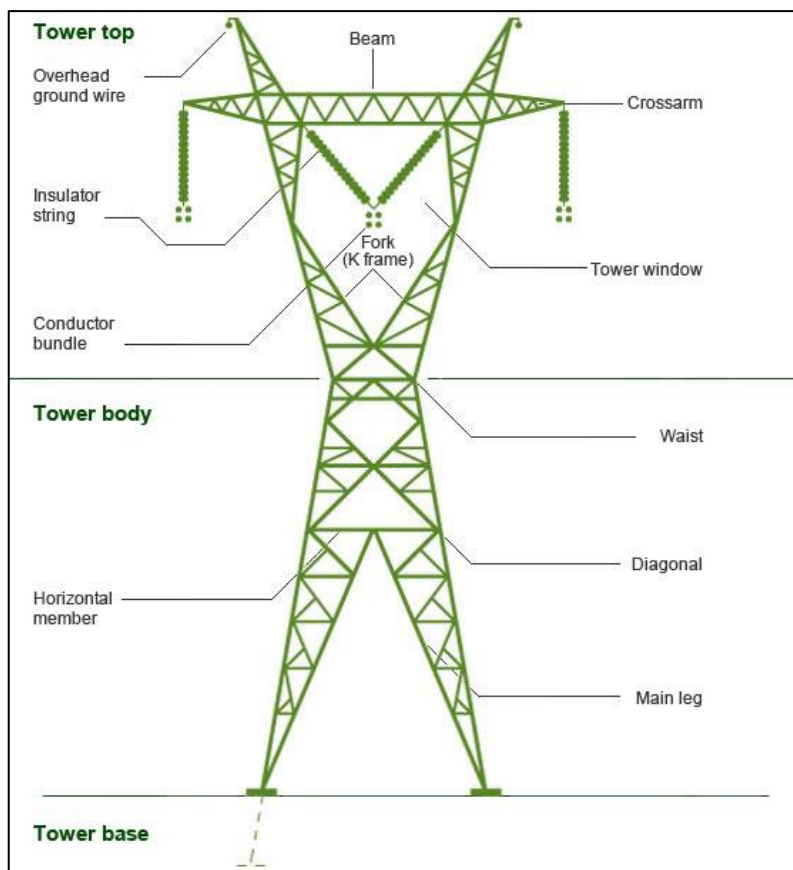 Tower top
Beam
Overhead
ground wire
Crossarm
Insulator
string
Fork
(K frame)
Tower window
Conductor
bundle
Tower body
Waist
Diagonal
Horizontal
member
Main leg
Tower base